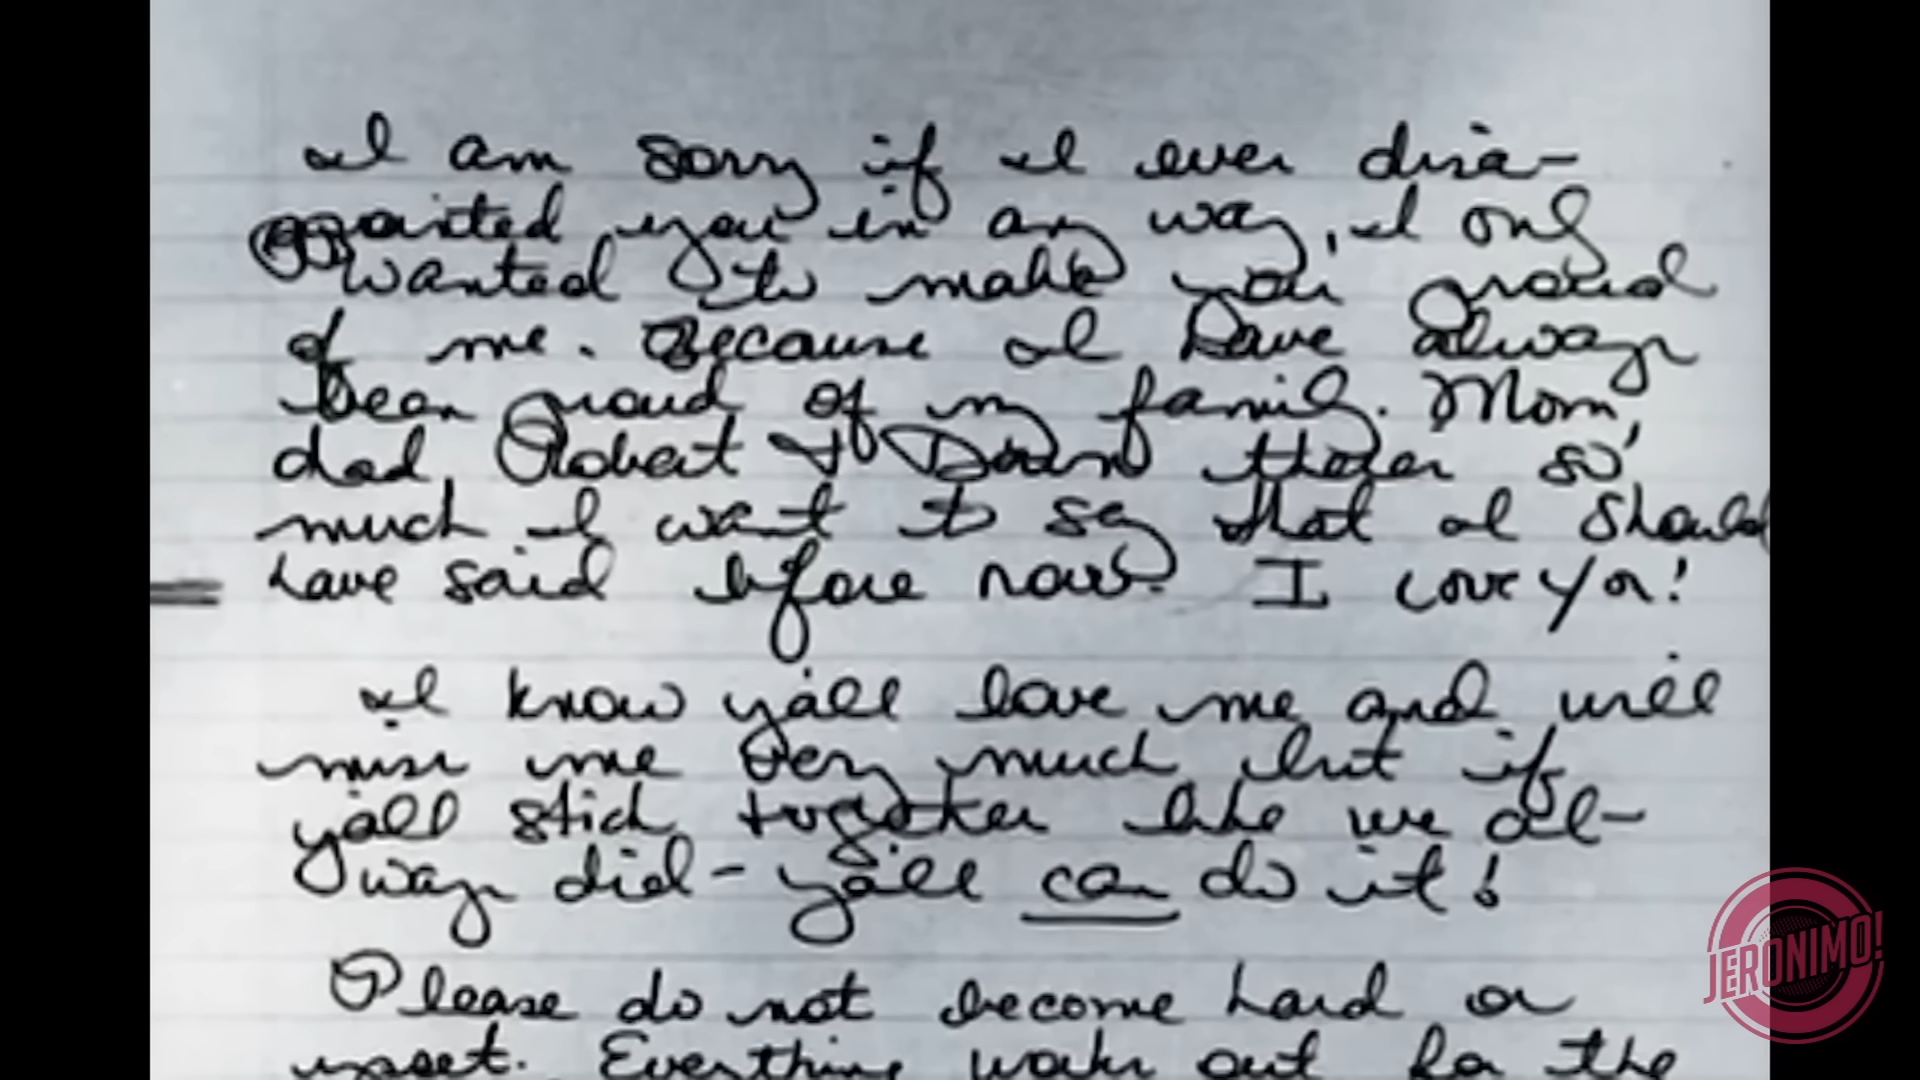 I am sorry if I ever disa-
ppointed you in any way, I only
wanted to make you proud
of me. Because I have always
been proud of my family. Mom,
dad, Robert & Dawn theres so
much I want to say that I should
have said before now. I Love You!
I know y'all love me and will
miss me very much but if
y'all stick together like we al-
ways did - y'all can do it!
Please do not become hard or
upset. Everything works out for the
JERONIMO!